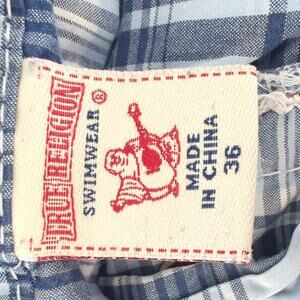 TRUE RELIGION
SWIMWEAR ®
MADE
IN CHINA
36